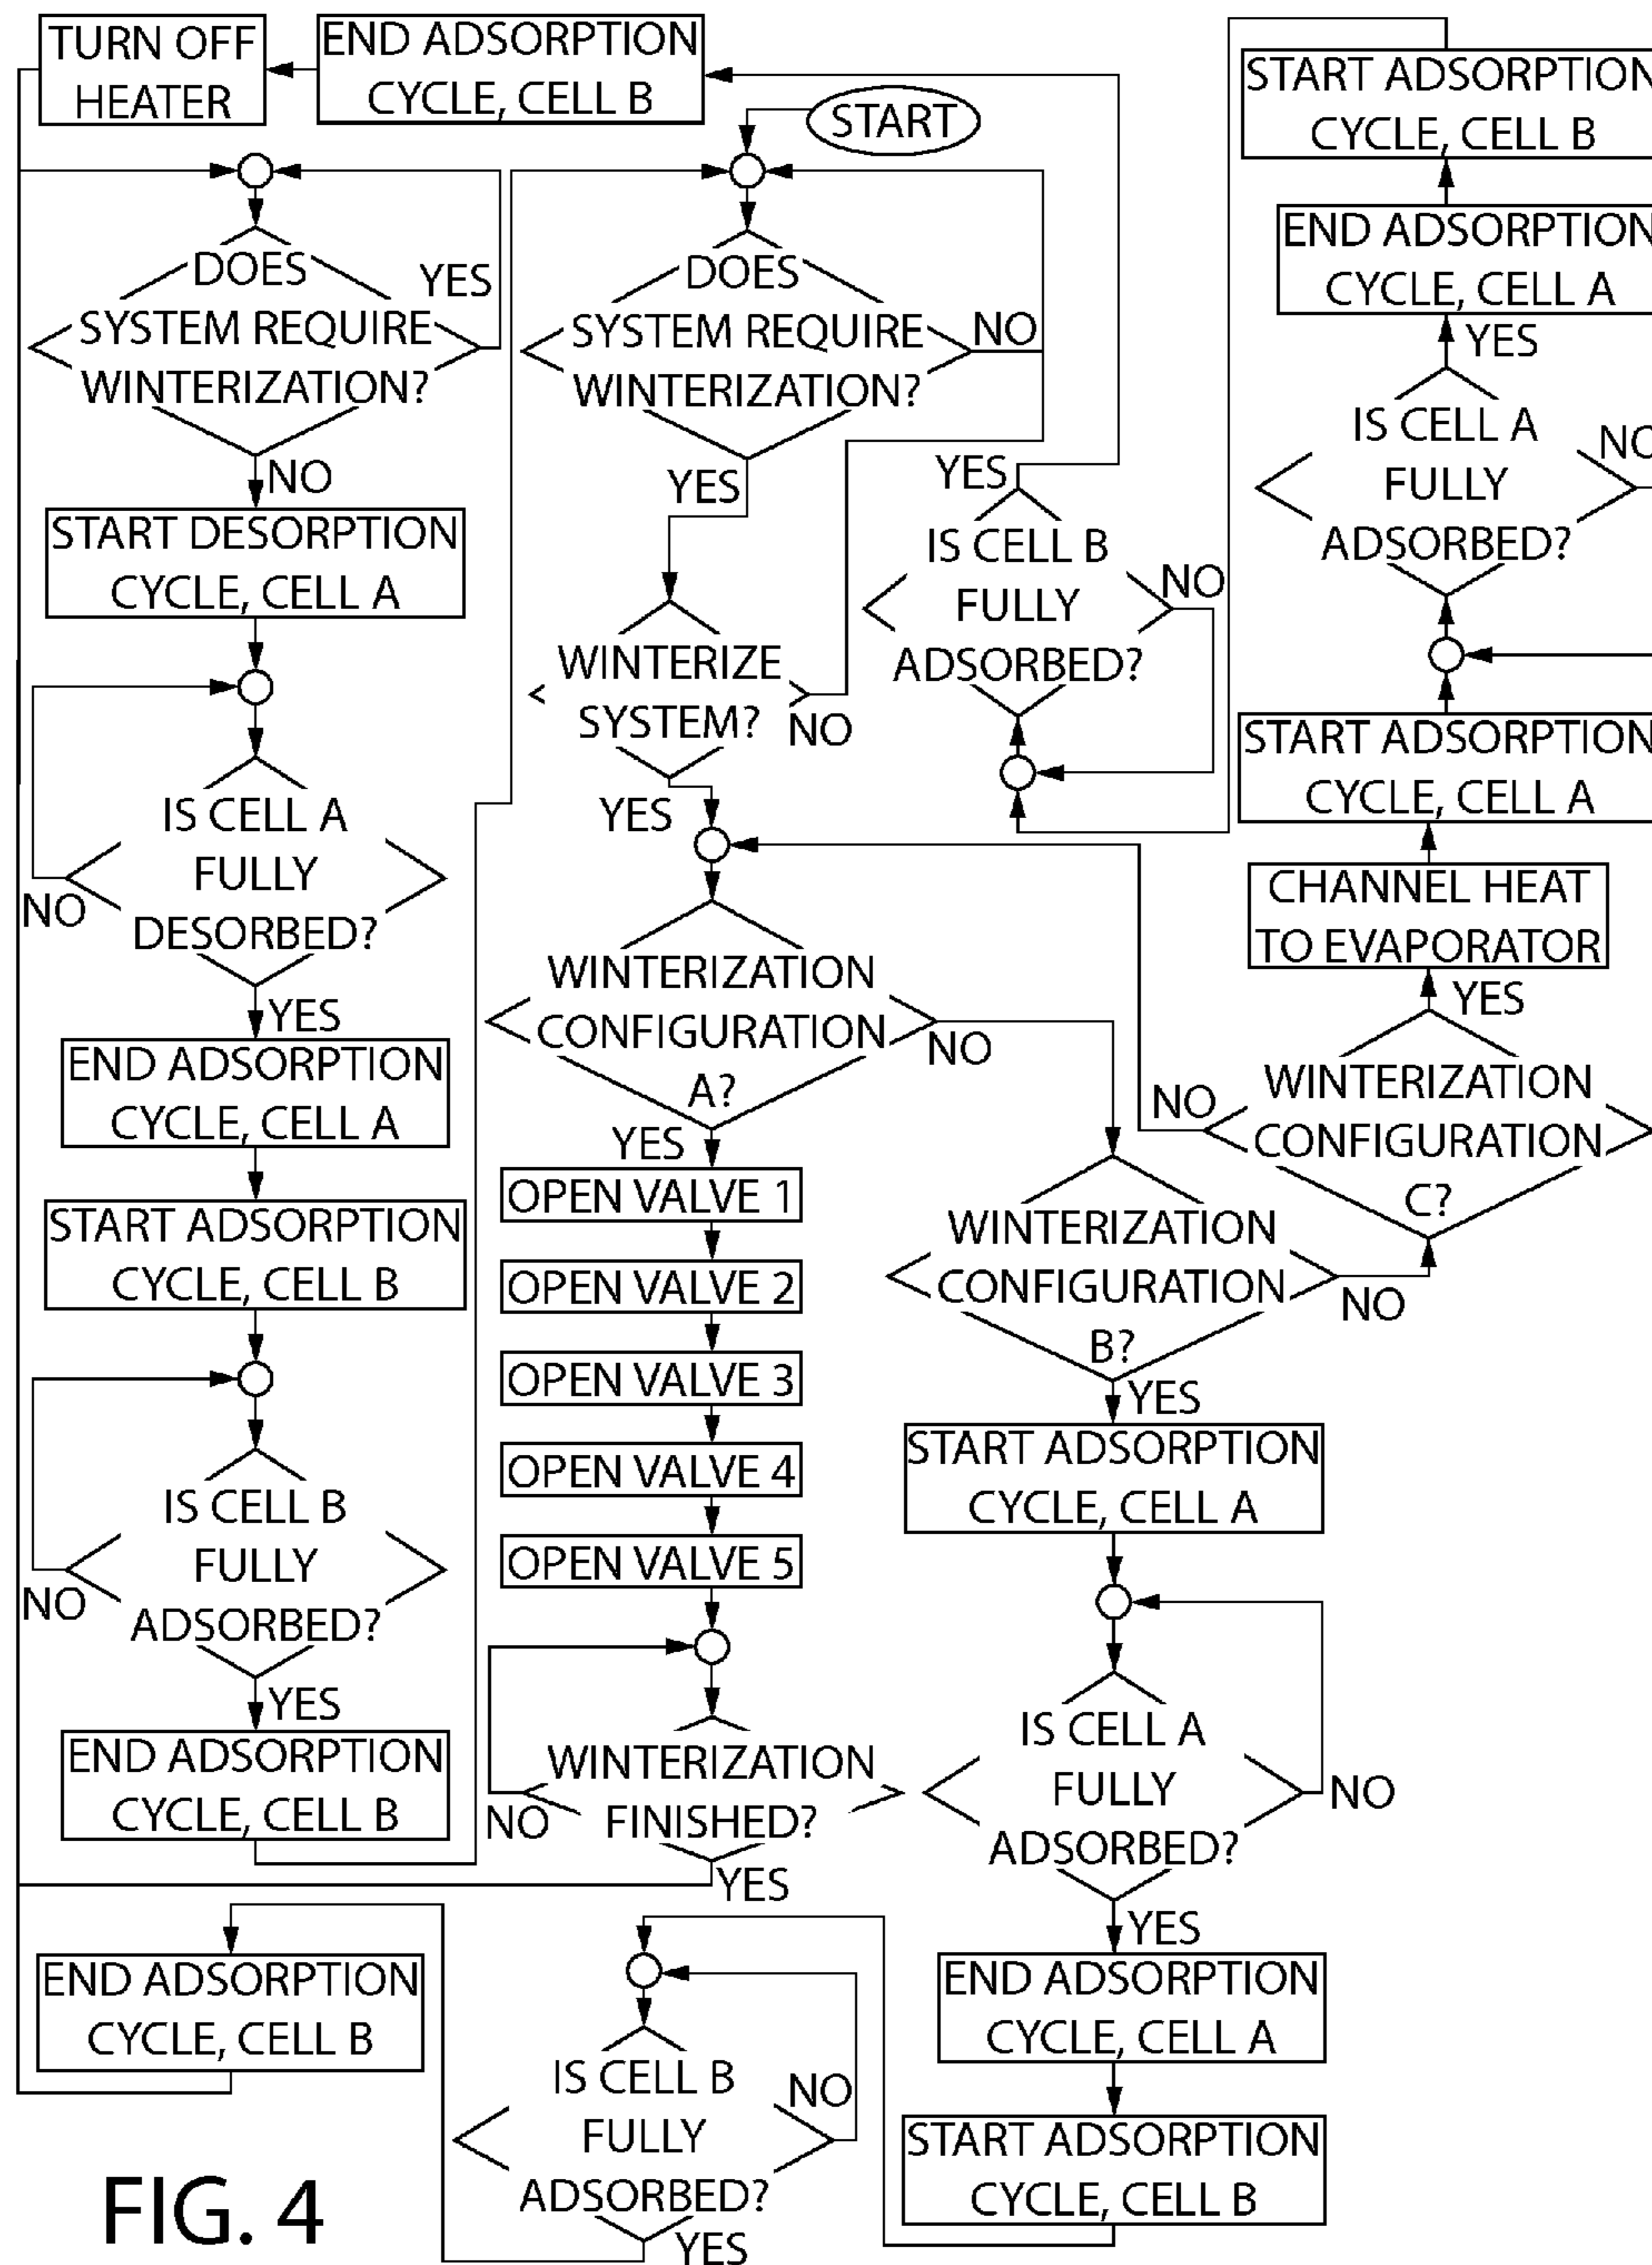 TURN OFF
HEATER
END ADSORPTION
CYCLE, CELL B
START
DOES
SYSTEM REQUIRE
WINTERIZATION?
YES
NO
START DESORPTION
CYCLE, CELL A
IS CELL A
FULLY
DESORBED?
NO
YES
END ADSORPTION
CYCLE, CELL A
START ADSORPTION
CYCLE, CELL B
IS CELL B
FULLY
ADSORBED?
NO
YES
END ADSORPTION
CYCLE, CELL B
DOES
SYSTEM REQUIRE
WINTERIZATION?
NO
YES
WINTERIZE
SYSTEM?
NO
YES
WINTERIZATION
CONFIGURATION
A?
NO
YES
OPEN VALVE 1
OPEN VALVE 2
OPEN VALVE 3
OPEN VALVE 4
OPEN VALVE 5
WINTERIZATION
FINISHED?
NO
YES
WINTERIZATION
CONFIGURATION
B?
NO
YES
START ADSORPTION
CYCLE, CELL A
IS CELL A
FULLY
ADSORBED?
NO
YES
END ADSORPTION
CYCLE, CELL A
START ADSORPTION
CYCLE, CELL B
IS CELL B
FULLY
ADSORBED?
NO
YES
END ADSORPTION
CYCLE, CELL B
WINTERIZATION
CONFIGURATION
C?
NO
YES
CHANNEL HEAT
TO EVAPORATOR
START ADSORPTION
CYCLE, CELL A
IS CELL A
FULLY
ADSORBED?
NO
YES
END ADSORPTION
CYCLE, CELL A
START ADSORPTION
CYCLE, CELL B
IS CELL B
FULLY
ADSORBED?
NO
YES
FIG. 4